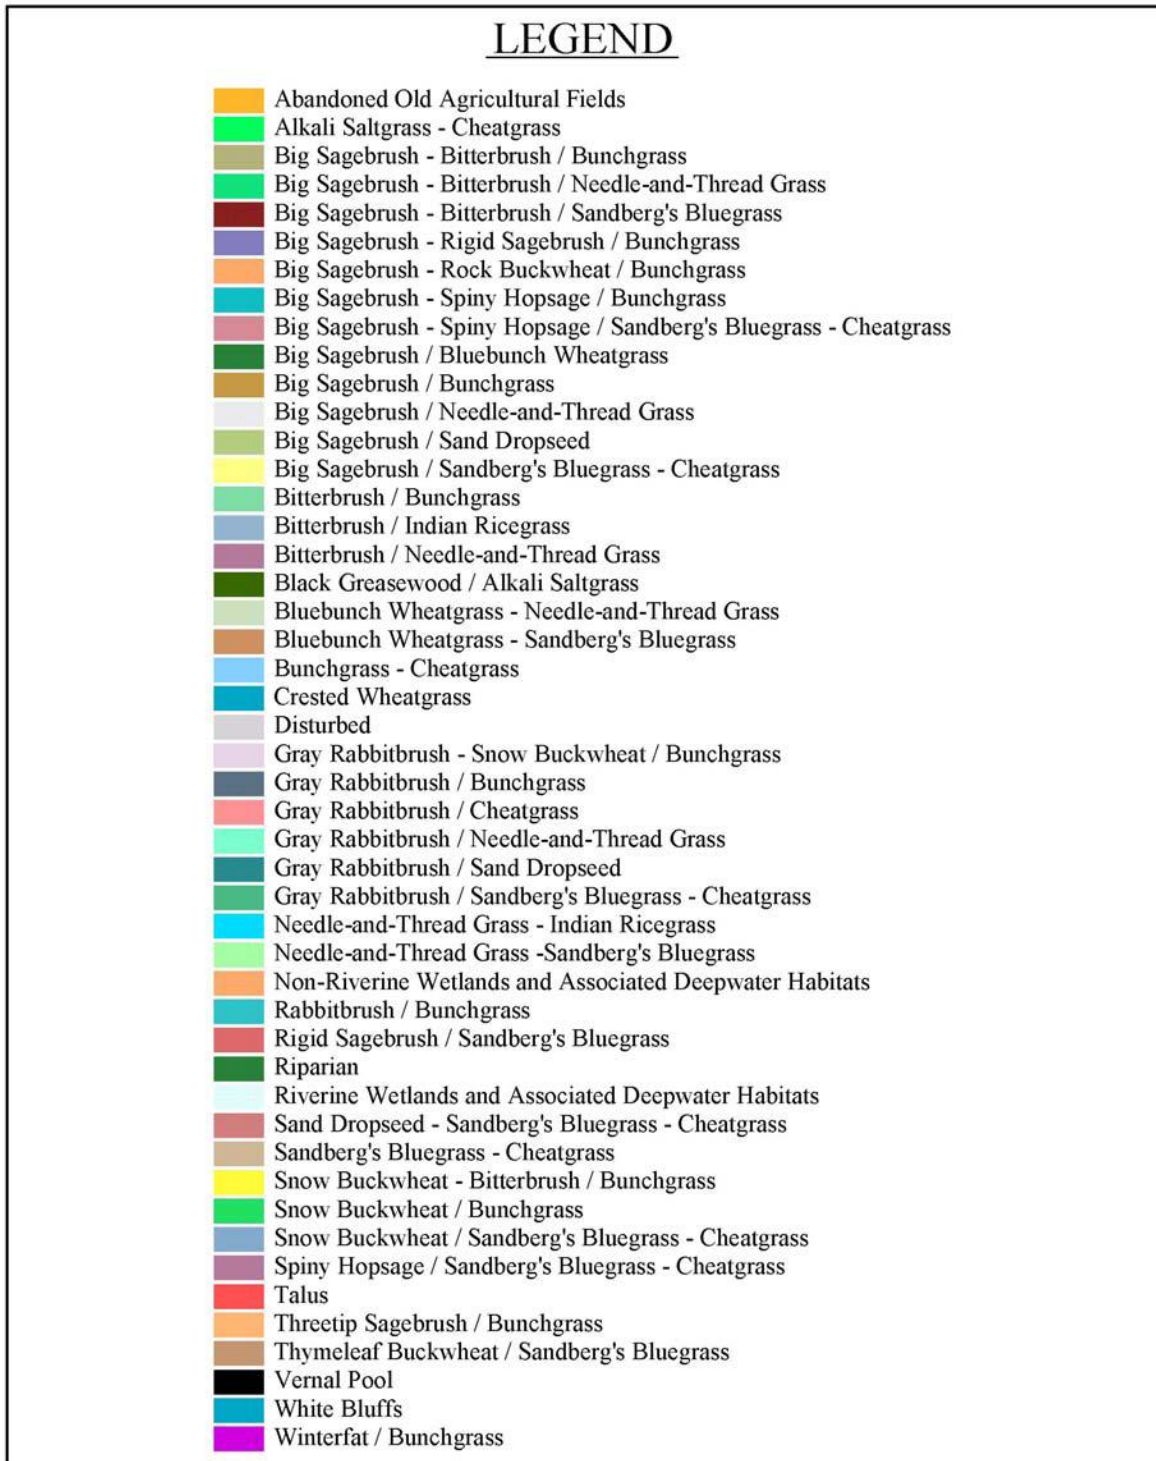 LEGEND
Abandoned Old Agricultural Fields
Alkali Saltgrass - Cheatgrass
Big Sagebrush - Bitterbrush / Bunchgrass
Big Sagebrush - Bitterbrush / Needle-and-Thread Grass
Big Sagebrush - Bitterbrush / Sandberg's Bluegrass
Big Sagebrush - Rigid Sagebrush / Bunchgrass
Big Sagebrush - Rock Buckwheat / Bunchgrass
Big Sagebrush - Spiny Hopsage / Bunchgrass
Big Sagebrush - Spiny Hopsage / Sandberg's Bluegrass - Cheatgrass
Big Sagebrush / Bluebunch Wheatgrass
Big Sagebrush / Bunchgrass
Big Sagebrush / Needle-and-Thread Grass
Big Sagebrush / Sand Dropseed
Big Sagebrush / Sandberg's Bluegrass - Cheatgrass
Bitterbrush / Bunchgrass
Bitterbrush / Indian Ricegrass
Bitterbrush / Needle-and-Thread Grass
Black Greasewood / Alkali Saltgrass
Bluebunch Wheatgrass - Needle-and-Thread Grass
Bluebunch Wheatgrass - Sandberg's Bluegrass
Bunchgrass - Cheatgrass
Crested Wheatgrass
Disturbed
Gray Rabbitbrush - Snow Buckwheat / Bunchgrass
Gray Rabbitbrush / Bunchgrass
Gray Rabbitbrush / Cheatgrass
Gray Rabbitbrush / Needle-and-Thread Grass
Gray Rabbitbrush / Sand Dropseed
Gray Rabbitbrush / Sandberg's Bluegrass - Cheatgrass
Needle-and-Thread Grass - Indian Ricegrass
Needle-and-Thread Grass -Sandberg's Bluegrass
Non-Riverine Wetlands and Associated Deepwater Habitats
Rabbitbrush / Bunchgrass
Rigid Sagebrush / Sandberg's Bluegrass
Riparian
Riverine Wetlands and Associated Deepwater Habitats
Sand Dropseed - Sandberg's Bluegrass - Cheatgrass
Sandberg's Bluegrass - Cheatgrass
Snow Buckwheat - Bitterbrush / Bunchgrass
Snow Buckwheat / Bunchgrass
Snow Buckwheat / Sandberg's Bluegrass - Cheatgrass
Spiny Hopsage / Sandberg's Bluegrass - Cheatgrass
Talus
Threetip Sagebrush / Bunchgrass
Thymeleaf Buckwheat / Sandberg's Bluegrass
Vernal Pool
White Bluffs
Winterfat / Bunchgrass